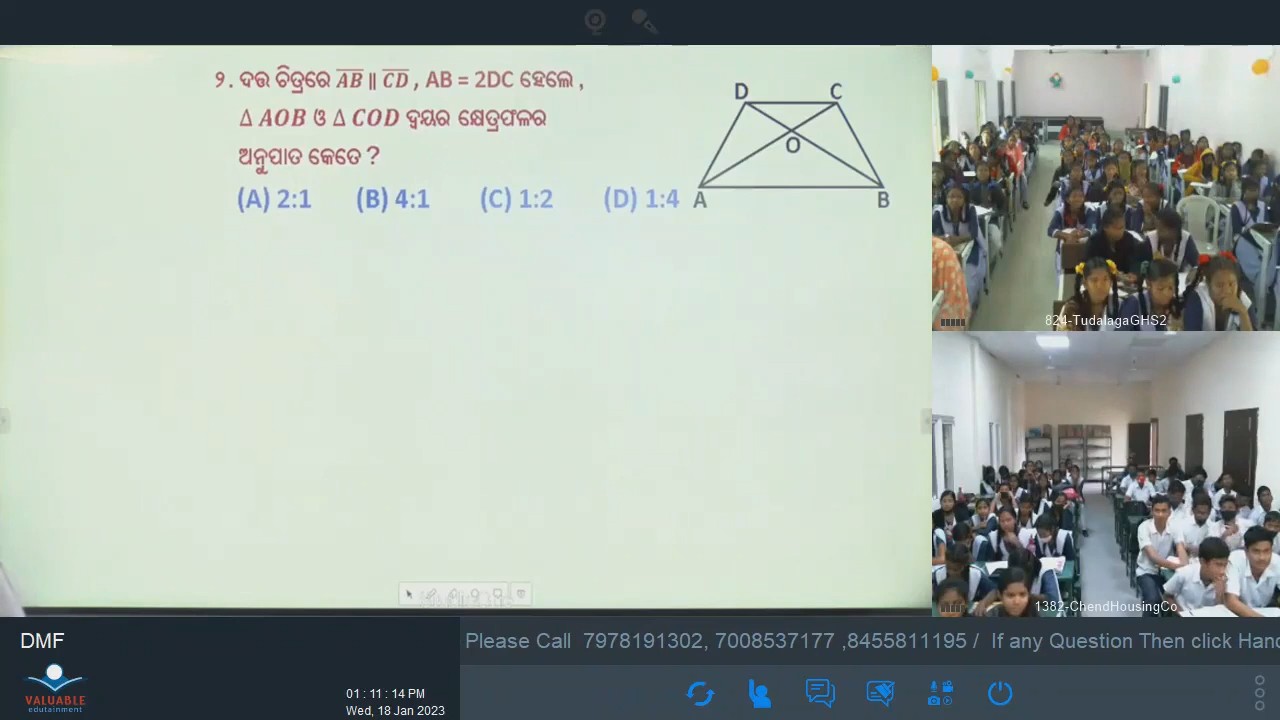 ୨. ଦତ୍ତ ଚିତ୍ରରେ AB || CD, AB = 2DC ହେଲେ ,
Δ AOB ଓ Δ COD ଦ୍ୱୟର କ୍ଷେତ୍ରଫଳର
ଅନୁପାତ କେତେ ?
(A) 2:1 (B) 4:1 (C) 1:2 (D) 1:4
D C
O
A B
824-TudalagaGHS2
1382-ChendHousingCo
DMF
Please Call 7978191302, 7008537177 ,8455811195 / If any Question Then click Hand
VALUABLE
edutainment
01 : 11 : 14 PM
Wed, 18 Jan 2023